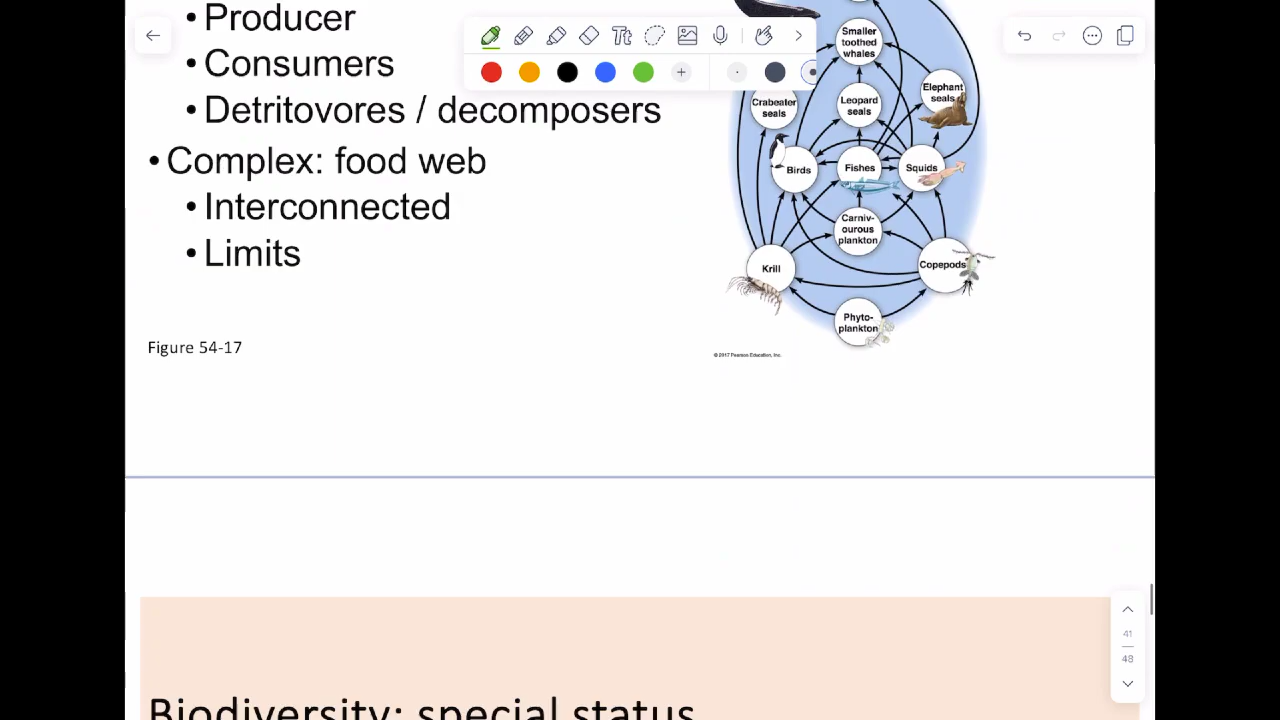 • Producer
• Consumers
• Detritovores / decomposers
• Complex: food web
• Interconnected
• Limits
Figure 54-17
Tt
Smaller
toothed
whales
Crabeater
seals
Leopard
seals
Elephant
seals
Birds
Fishes
Squids
Carniv-
ourous
plankton
Krill
Copepods
Phyto-
plankton
© 2017 Pearson Education, Inc.
41
48
Biodiversity: special status